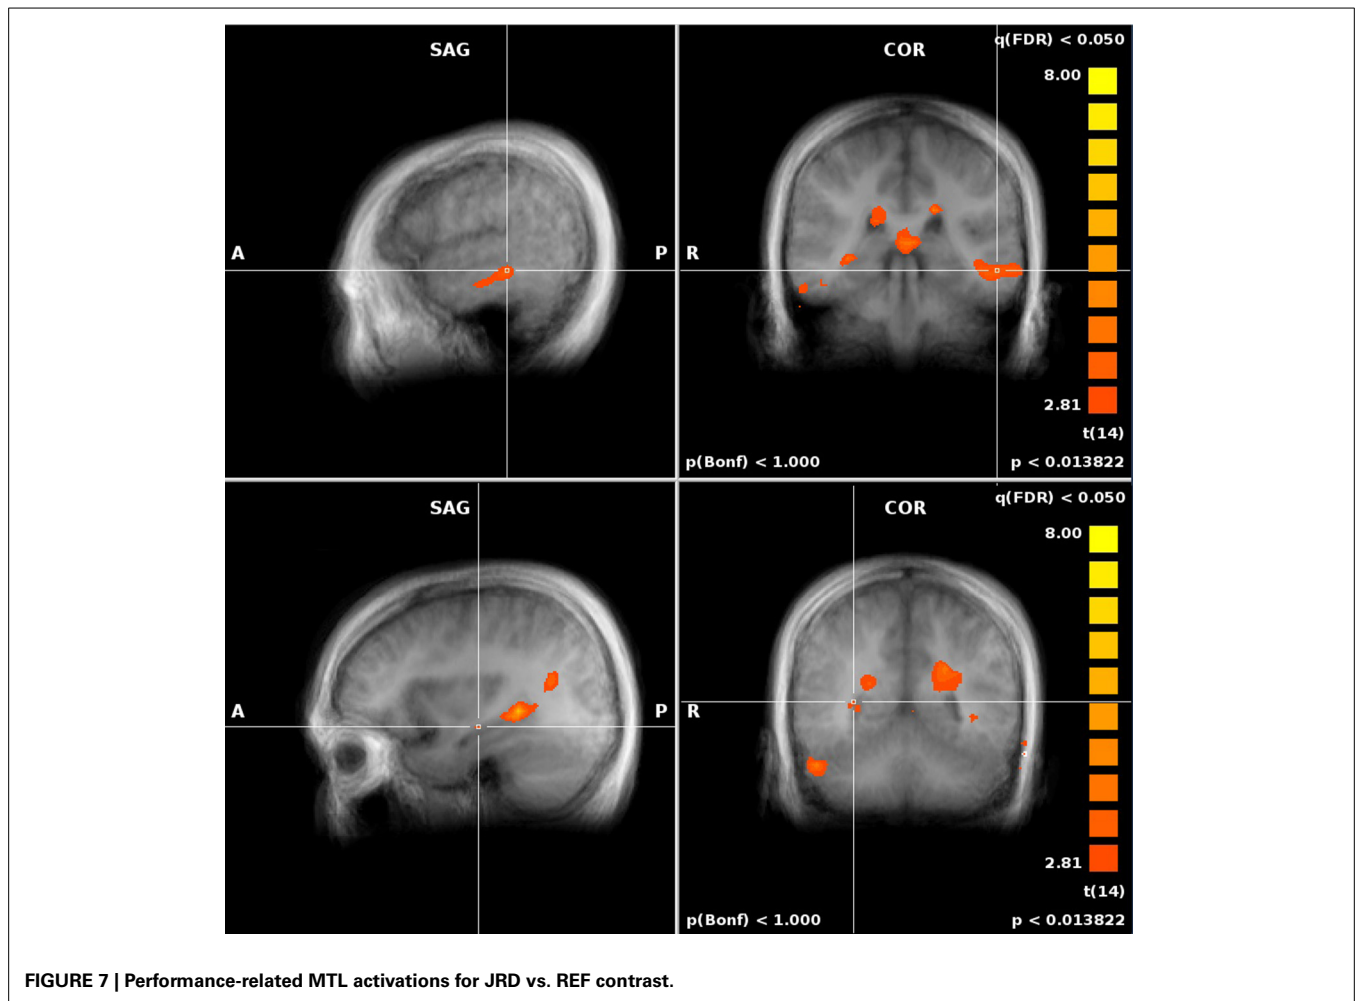 SAG
A
P
COR
q(FDR) < 0.050
8.00
R
2.81
t(14)
p(Bonf) < 1.000
p < 0.013822
SAG
A
P
COR
q(FDR) < 0.050
8.00
R
2.81
t(14)
p(Bonf) < 1.000
p < 0.013822
FIGURE 7 | Performance-related MTL activations for JRD vs. REF contrast.